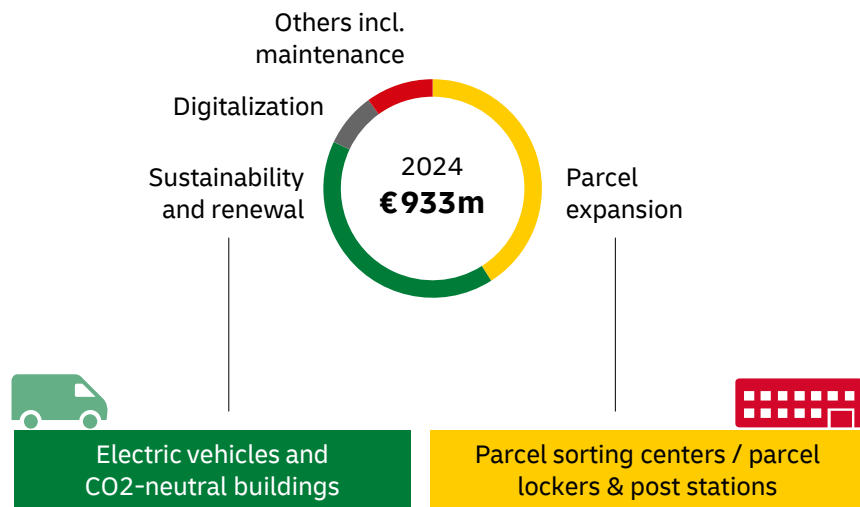 Others incl.
maintenance
Digitalization
Sustainability
and renewal
2024
€933m
Parcel
expansion
Electric vehicles and
CO2-neutral buildings
Parcel sorting centers / parcel
lockers & post stations